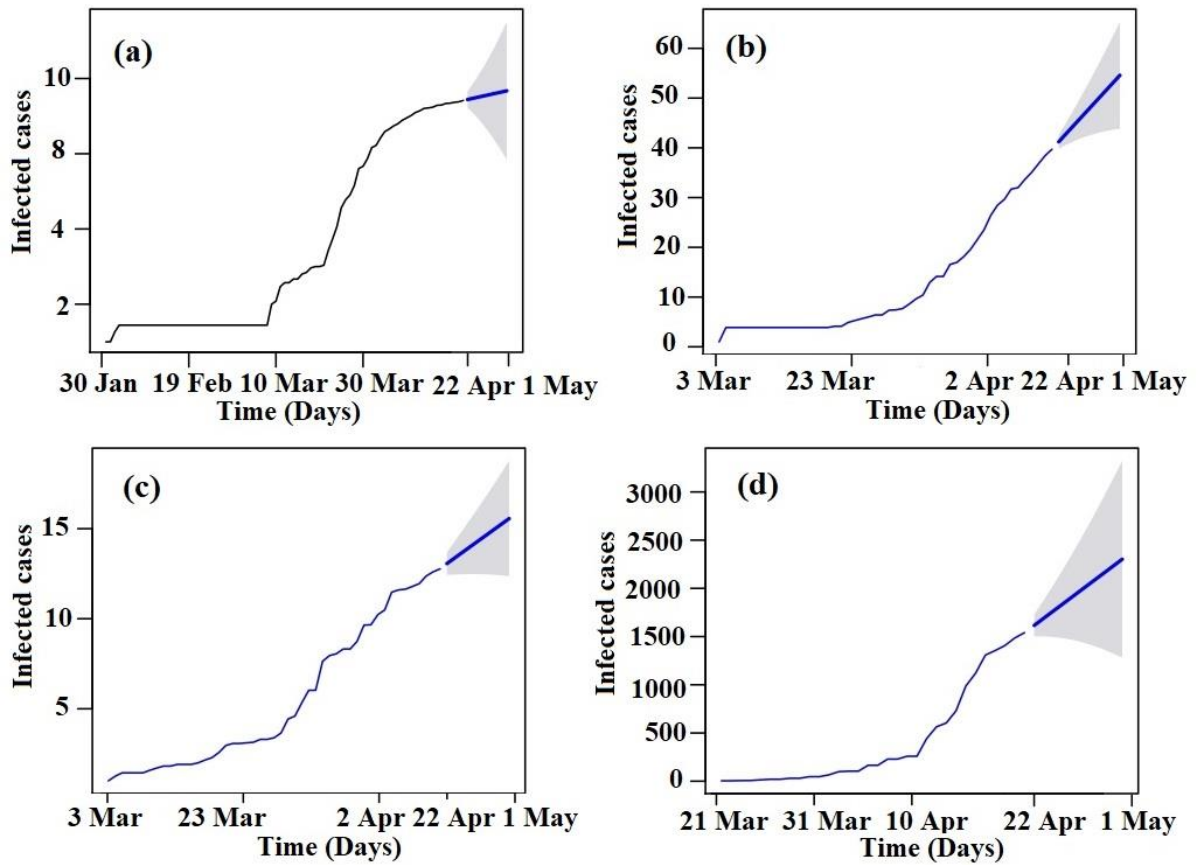 (a)
Infected cases
10
8
4
2
30 Jan 19 Feb 10 Mar 30 Mar 22 Apr 1 May
Time (Days)
(b)
Infected cases
60
50
40
30
20
10
0
3 Mar 23 Mar 2 Apr 22 Apr 1 May
Time (Days)
(c)
Infected cases
15
10
5
3 Mar 23 Mar 2 Apr 22 Apr 1 May
Time (Days)
(d)
Infected cases
3000
2500
2000
1500
1000
500
0
21 Mar 31 Mar 10 Apr 22 Apr 1 May
Time (Days)